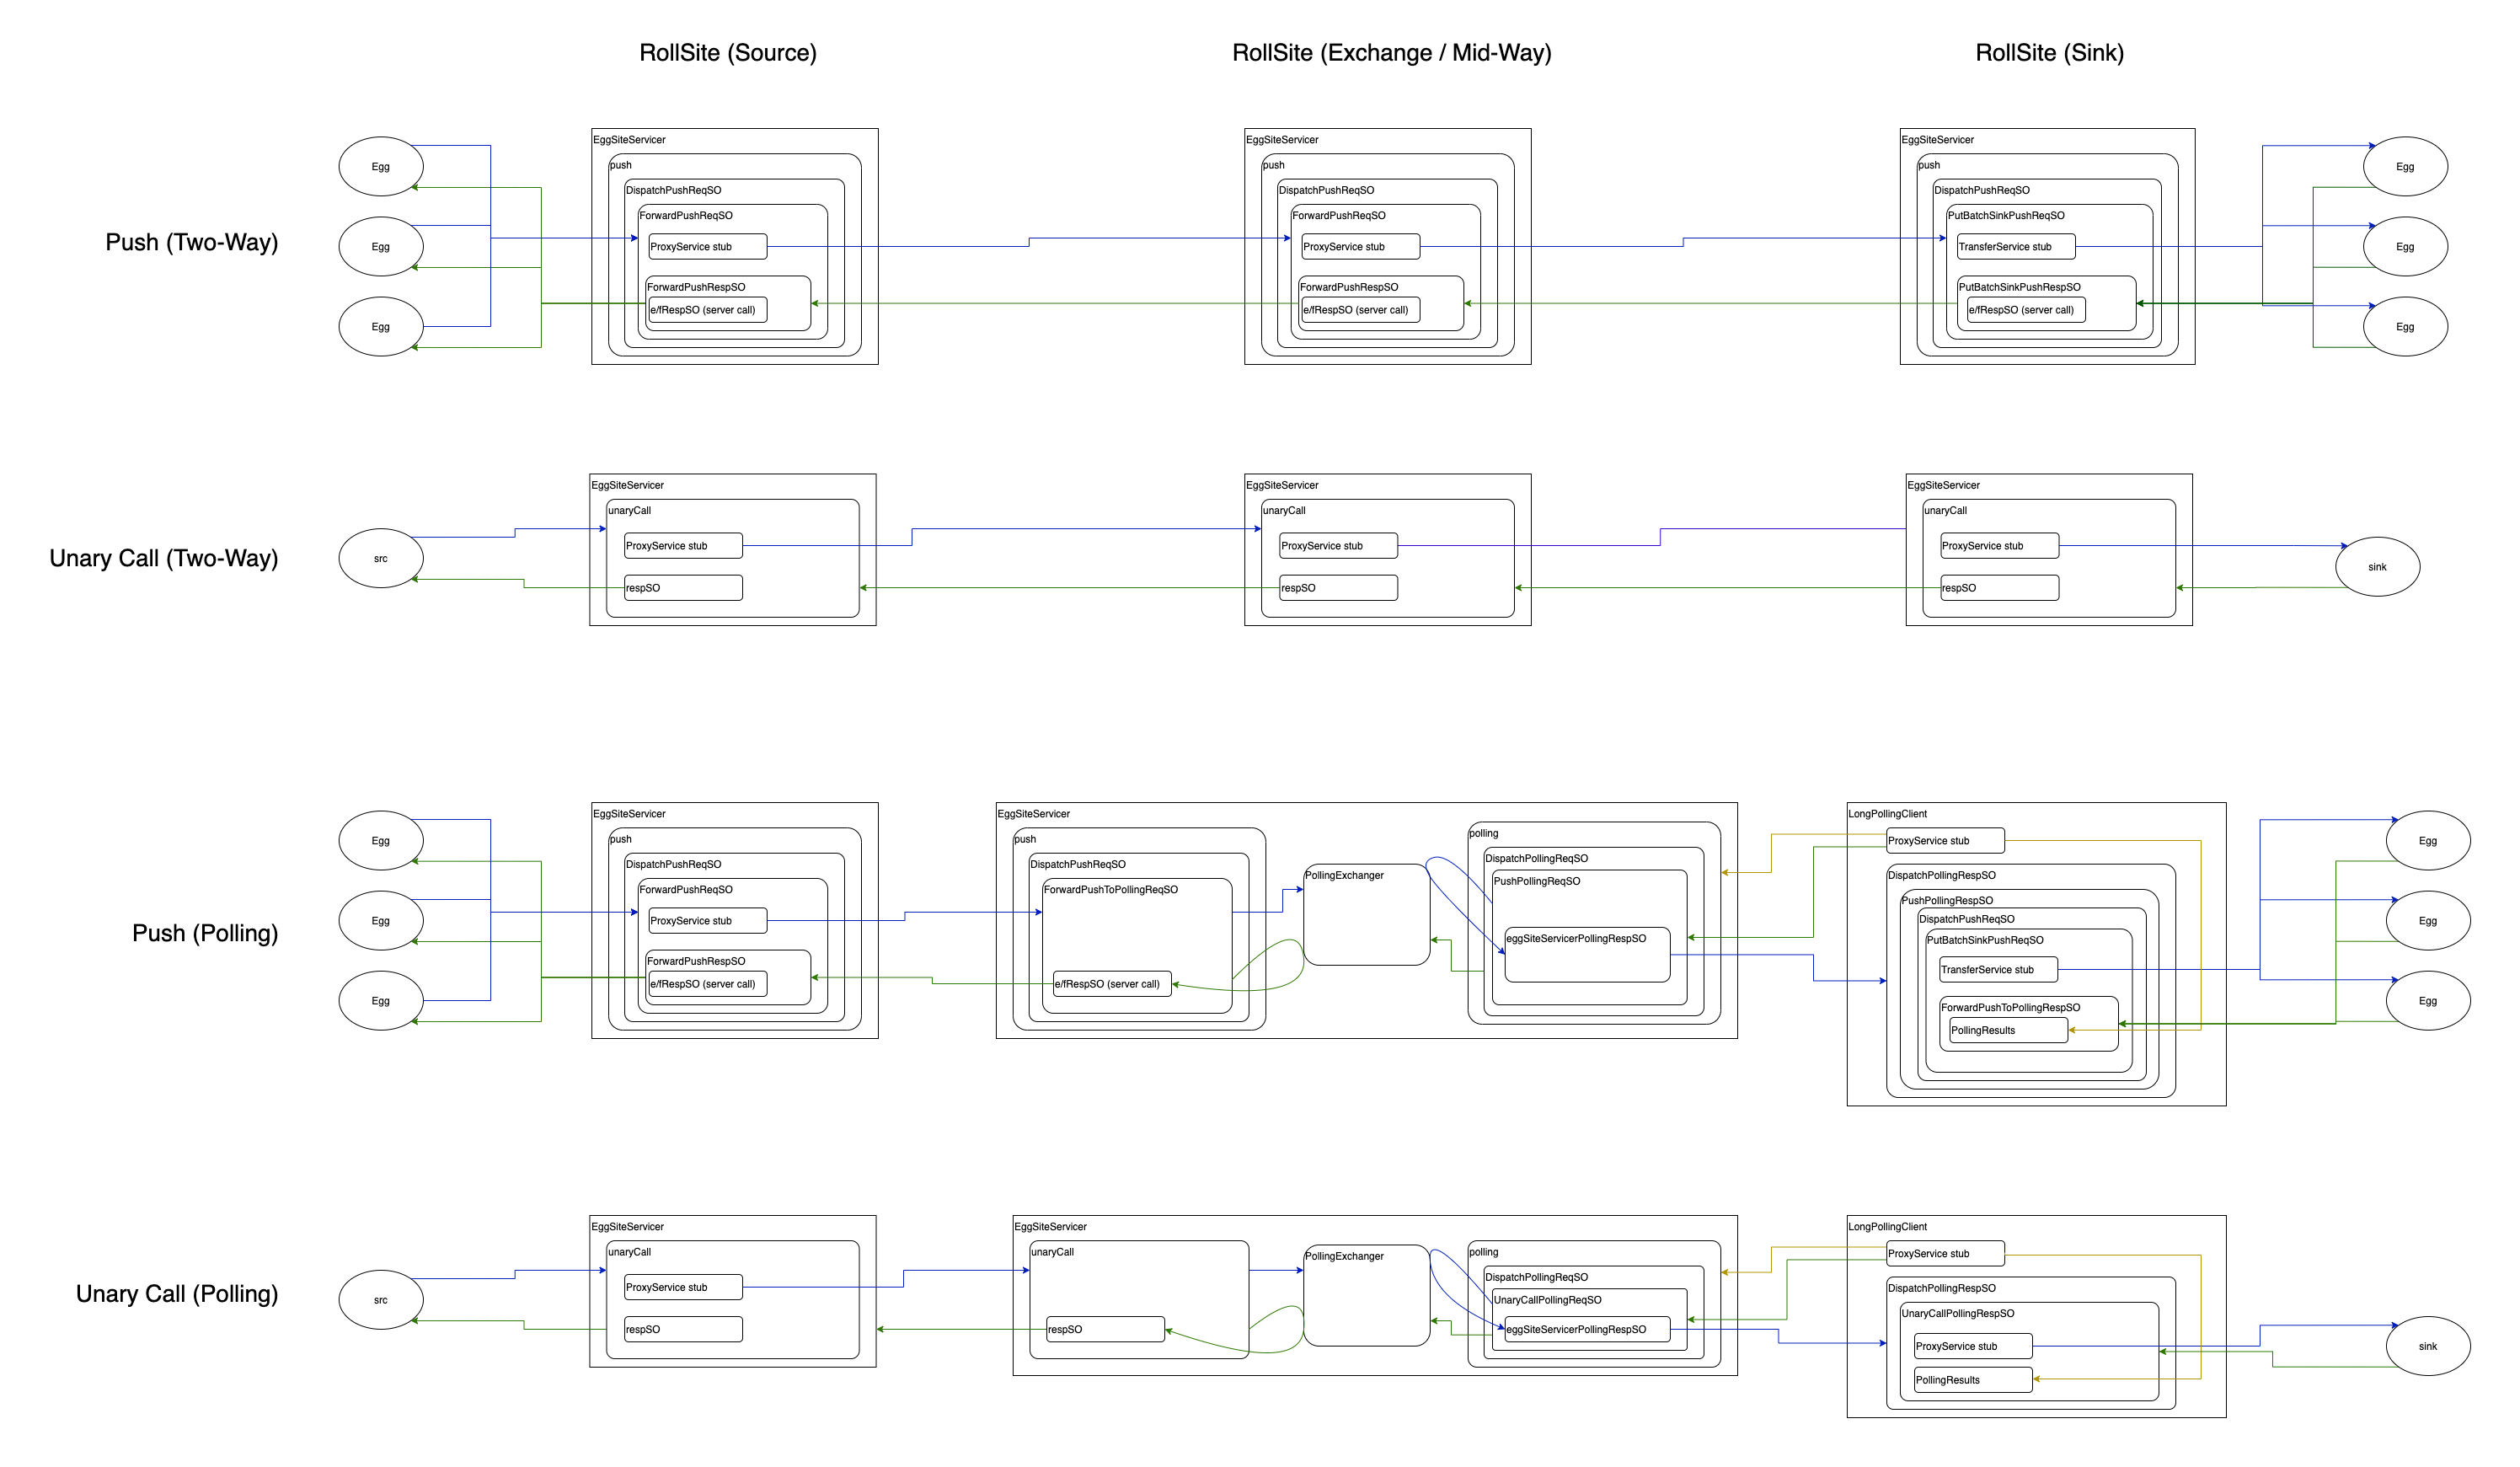 RollSite (Source)
RollSite (Exchange / Mid-Way)
RollSite (Sink)
Push (Two-Way)
Egg
Egg
Egg
EggSiteServicer
push
DispatchPushReqSO
ForwardPushReqSO
ProxyService stub
ForwardPushRespSO
e/fRespSO (server call)
EggSiteServicer
push
DispatchPushReqSO
ForwardPushReqSO
ProxyService stub
ForwardPushRespSO
e/fRespSO (server call)
EggSiteServicer
push
DispatchPushReqSO
PutBatchSinkPushReqSO
TransferService stub
PutBatchSinkPushRespSO
e/fRespSO (server call)
Egg
Egg
Egg
Unary Call (Two-Way)
src
EggSiteServicer
unaryCall
ProxyService stub
respSO
EggSiteServicer
unaryCall
ProxyService stub
respSO
EggSiteServicer
unaryCall
ProxyService stub
respSO
sink
Push (Polling)
Egg
Egg
Egg
EggSiteServicer
push
DispatchPushReqSO
ForwardPushReqSO
ProxyService stub
ForwardPushRespSO
e/fRespSO (server call)
EggSiteServicer
push
DispatchPushReqSO
ForwardPushToPollingReqSO
e/fRespSO (server call)
PollingExchanger
polling
DispatchPollingReqSO
PushPollingReqSO
eggSiteServicerPollingRespSO
LongPollingClient
ProxyService stub
DispatchPollingRespSO
PushPollingRespSO
DispatchPushReqSO
PutBatchSinkPushReqSO
TransferService stub
ForwardPushToPollingRespSO
PollingResults
Egg
Egg
Egg
Unary Call (Polling)
src
EggSiteServicer
unaryCall
ProxyService stub
respSO
EggSiteServicer
unaryCall
respSO
PollingExchanger
polling
DispatchPollingReqSO
UnaryCallPollingReqSO
eggSiteServicerPollingRespSO
LongPollingClient
ProxyService stub
DispatchPollingRespSO
UnaryCallPollingRespSO
ProxyService stub
PollingResults
sink